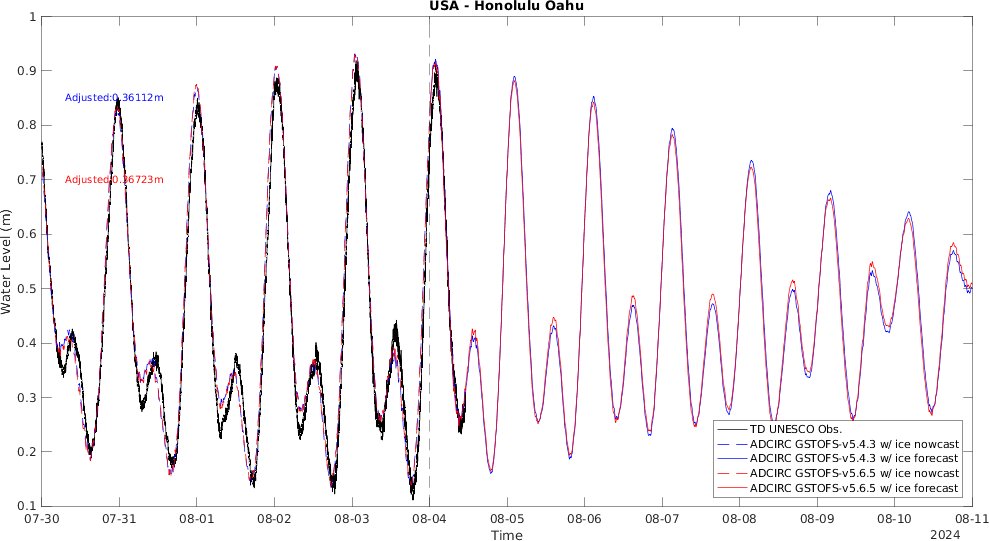 USA - Honolulu Oahu
1
0.9
0.8
0.7
0.6
0.5
0.4
0.3
0.2
0.1
Water Level (m)
Adjusted:0.36112m
Adjusted:0.36723m
TD UNESCO Obs.
ADCIRC GSTOFS-v5.4.3 w/ ice nowcast
ADCIRC GSTOFS-v5.4.3 w/ ice forecast
ADCIRC GSTOFS-v5.6.5 w/ ice nowcast
ADCIRC GSTOFS-v5.6.5 w/ ice forecast
07-30 07-31 08-01 08-02 08-03 08-04 08-05 08-06 08-07 08-08 08-09 08-10 08-11
Time
2024